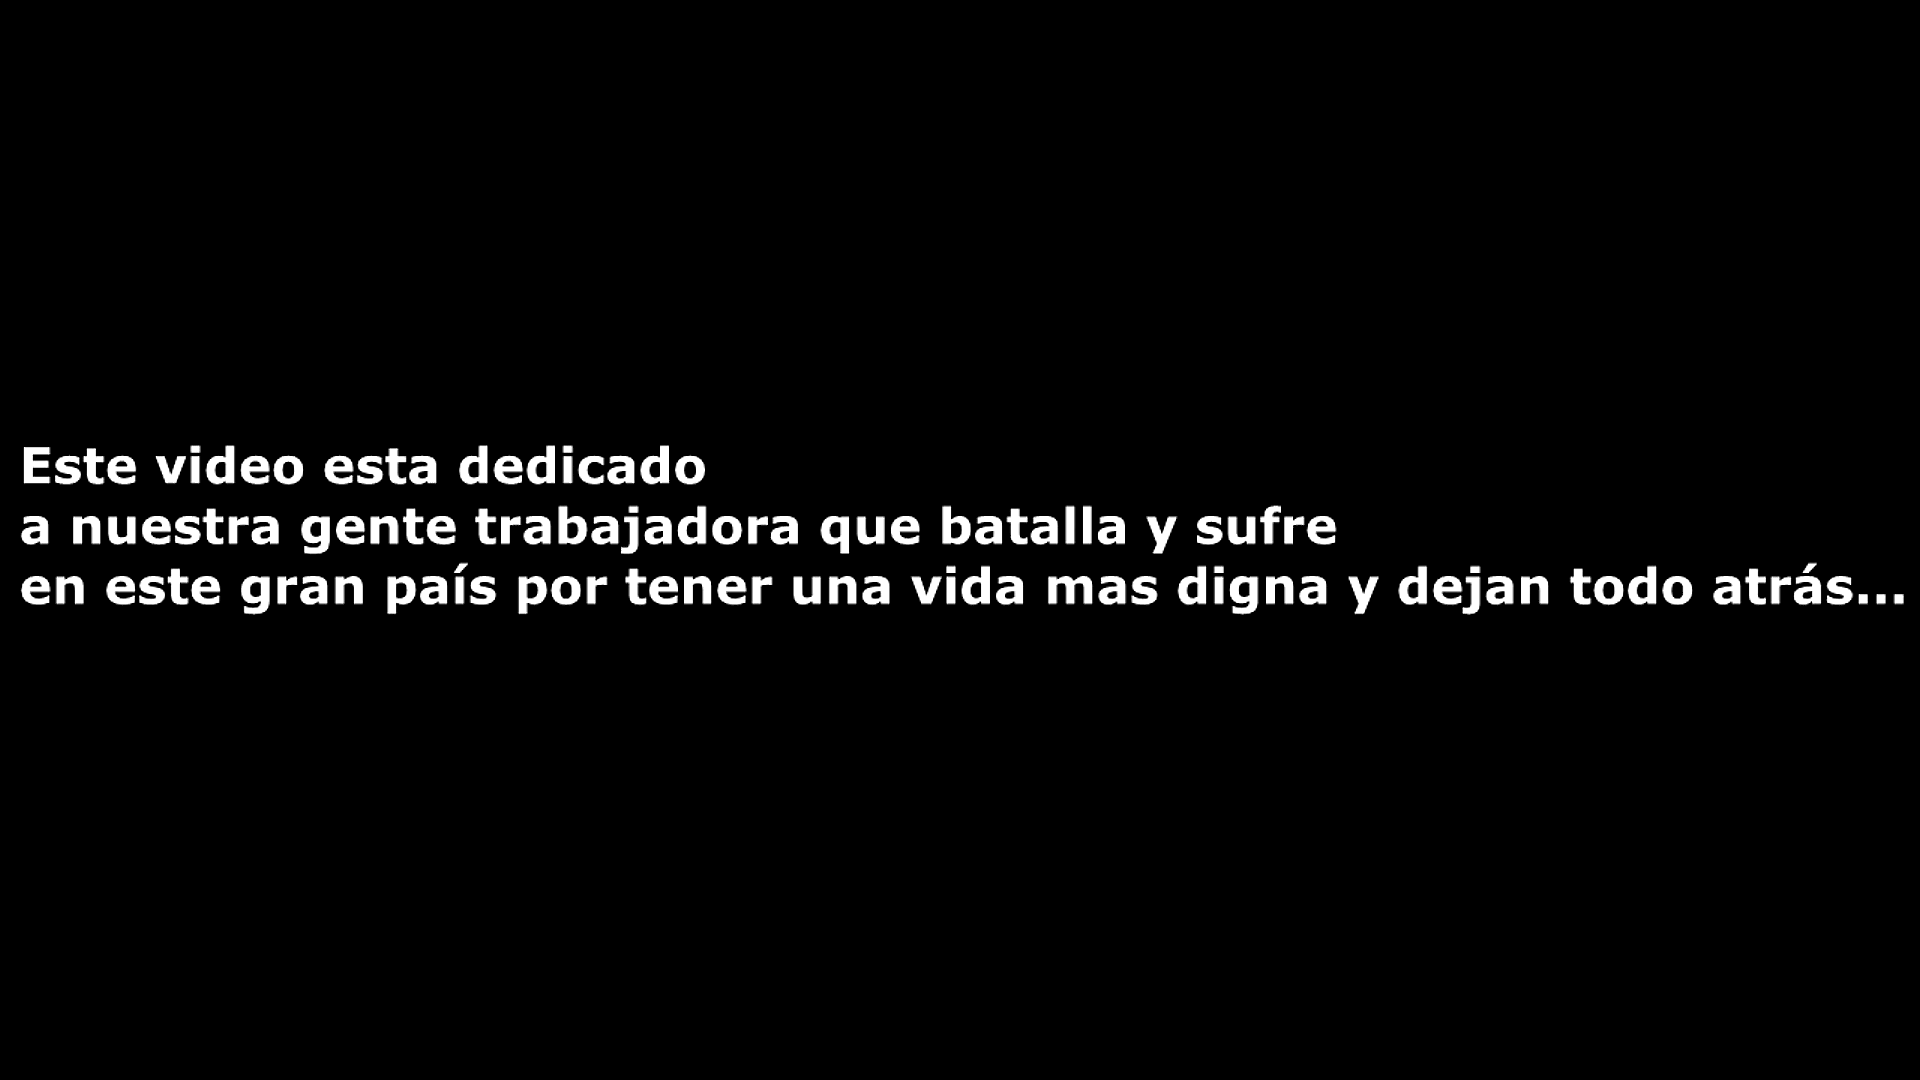 Este video esta dedicado
a nuestra gente trabajadora que batalla y sufre
en este gran país por tener una vida mas digna y dejan todo atrás...